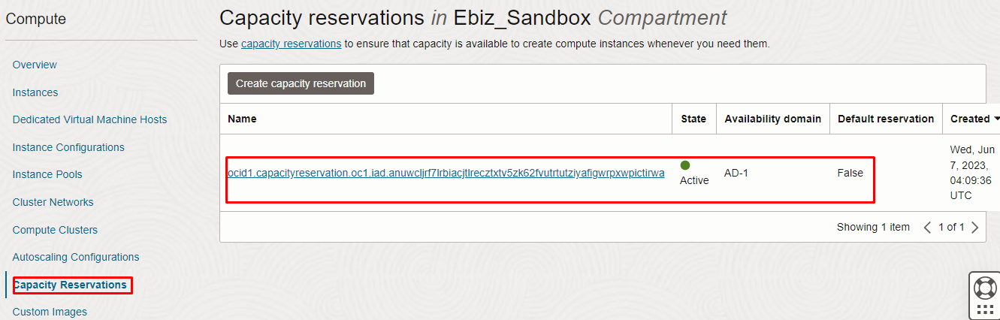 Compute
Overview
Instances
Dedicated Virtual Machine Hosts
Instance Configurations
Instance Pools
Cluster Networks
Compute Clusters
Autoscaling Configurations
Capacity Reservations
Custom Images
Capacity reservations in Ebiz_Sandbox Compartment
Use capacity reservations to ensure that capacity is available to create compute instances whenever you need them.
Create capacity reservation
Name State Availability domain Default reservation Created
ocid1.capacityreservation.oc1.iad.anuwcljrf7lrbiacjtlrecztxtv5zk62fvutrtutziyafigwrpxwpictirwa Active AD-1 False
Wed, Jun
7, 2023,
04:09:36
UTC
Showing 1 item 1 of 1